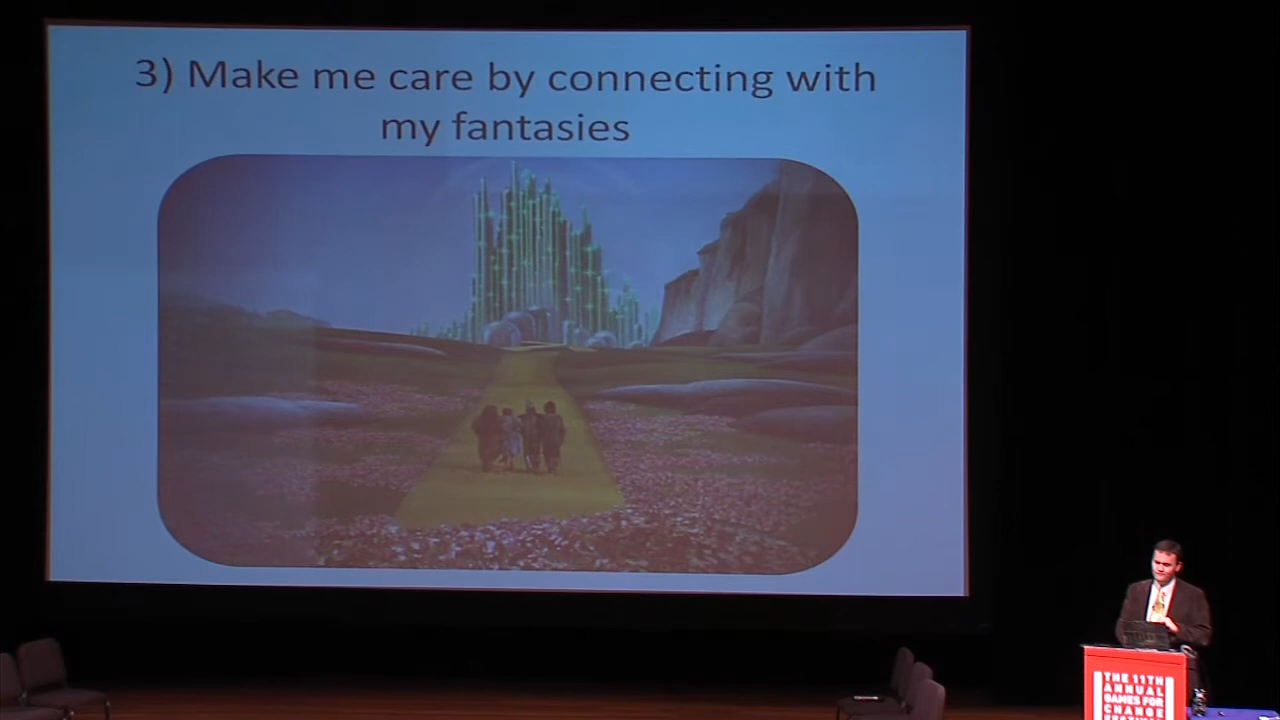 3) Make me care by connecting with
my fantasies
THE 11TH
ANNUAL
GAMES FOR
CHANGE